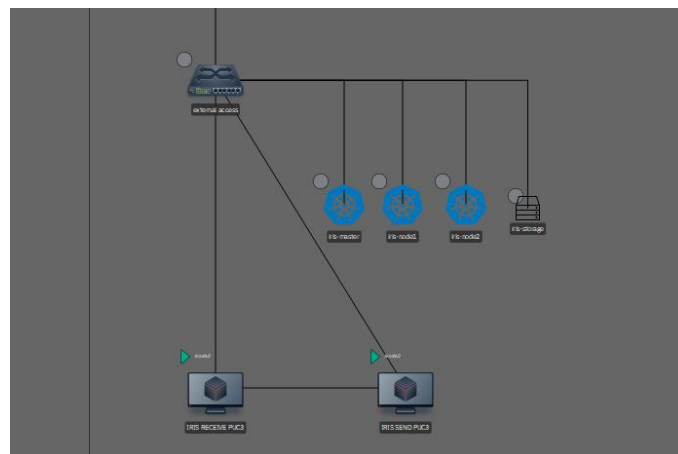 external access
iris-master
iris-node1
iris-node2
iris-storage
IRIS RECEIVE PUC3
IRIS SEND PUC3